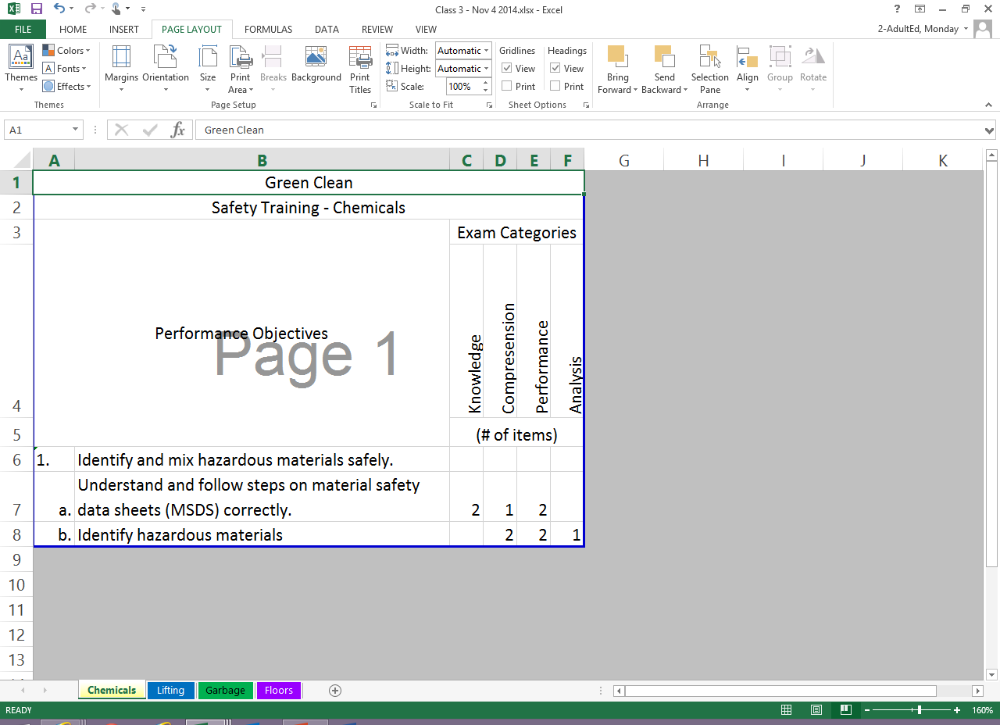 Class 3 - Nov 4 2014.xlsx - Excel
?
FILE HOME INSERT PAGE LAYOUT FORMULAS DATA REVIEW VIEW 2-AdultEd, Monday
Aa Colors Width: Automatic Gridlines Headings
A Fonts Height: Automatic View View
Themes Effects Margins Orientation Size Print Area Breaks Background Print Titles Scale: 100% Print Print Bring Forward Send Backward Selection Pane Align Group Rotate
Themes Page Setup Scale to Fit Sheet Options Arrange
A1 fx Green Clean
A B C D E F G H I J K
1 Green Clean
2 Safety Training - Chemicals
3 Exam Categories
4 Performance Objectives Knowledge Compresension Performance Analysis
Page 1
5 (# of items)
6 1. Identify and mix hazardous materials safely.
Understand and follow steps on material safety
7 a. data sheets (MSDS) correctly. 2 1 2
8 b. Identify hazardous materials 2 2 1
9
10
11
12
13
Chemicals Lifting Garbage Floors
READY 160%